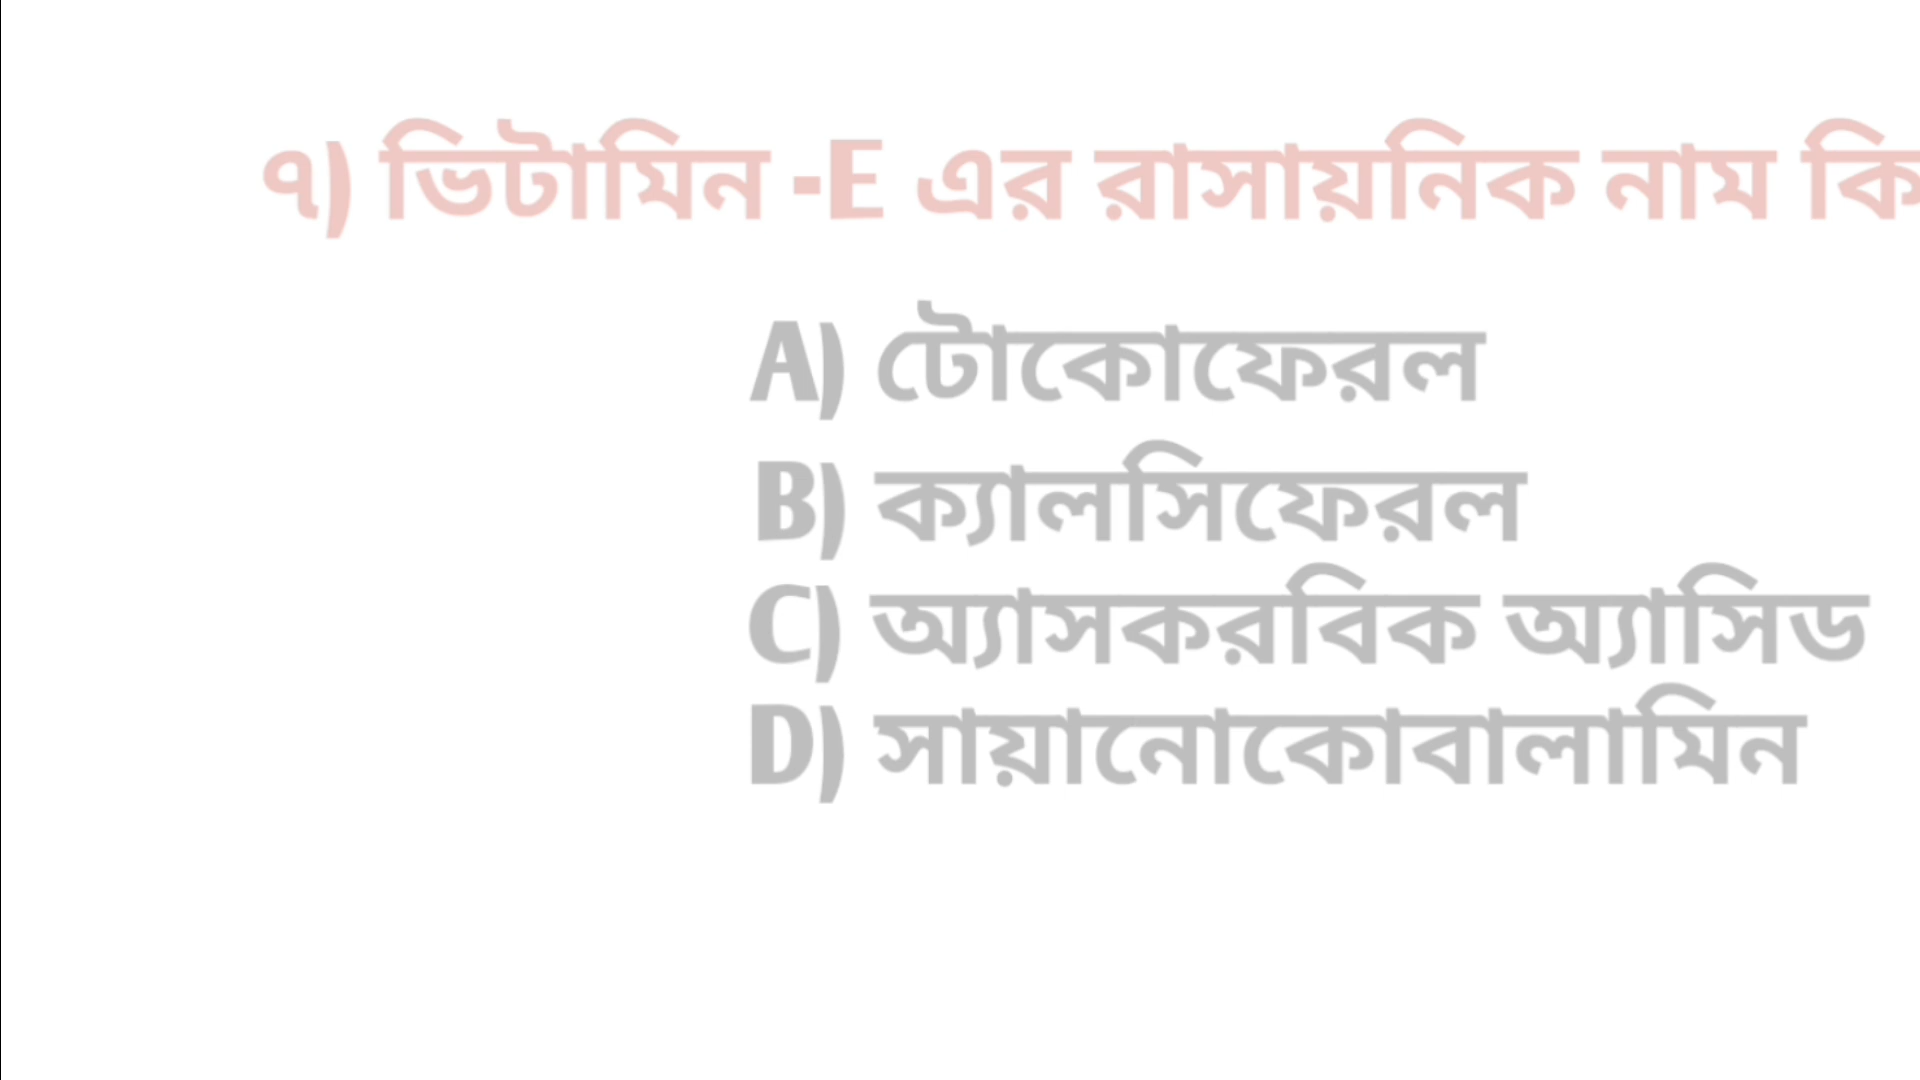 ৭) ভিটামিন -E এর রাসায়নিক নাম কি
A) টোকোফেরল
B) ক্যালসিফেরল
C) অ্যাসকরবিক অ্যাসিড
D) সায়ানোকোবালামিন